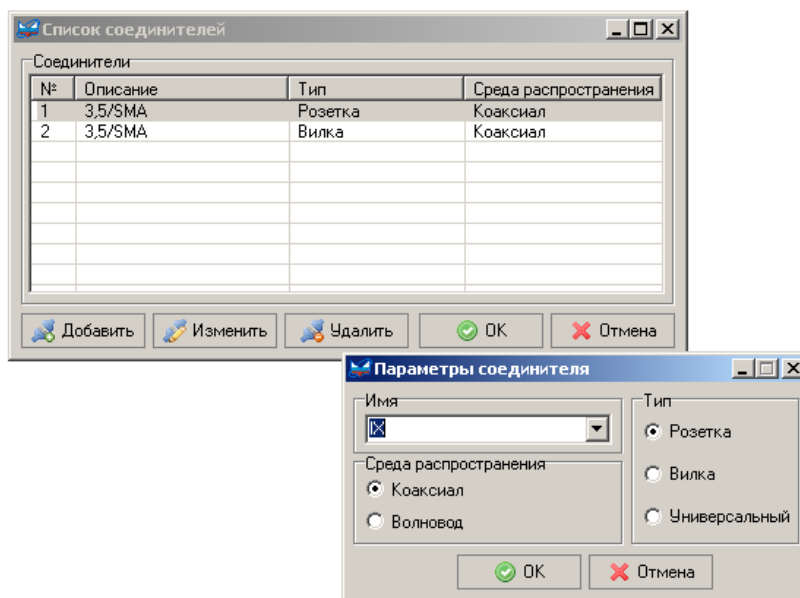 Список соединителей
Соединители
№ Описание Тип Среда распространения
1 3,5/SMA Розетка Коаксиал
2 3,5/SMA Вилка Коаксиал
Добавить Изменить Удалить OK Отмена
Параметры соединителя
Имя
IX
Среда распространения
Коаксиал
Волновод
Тип
Розетка
Вилка
Универсальный
OK Отмена